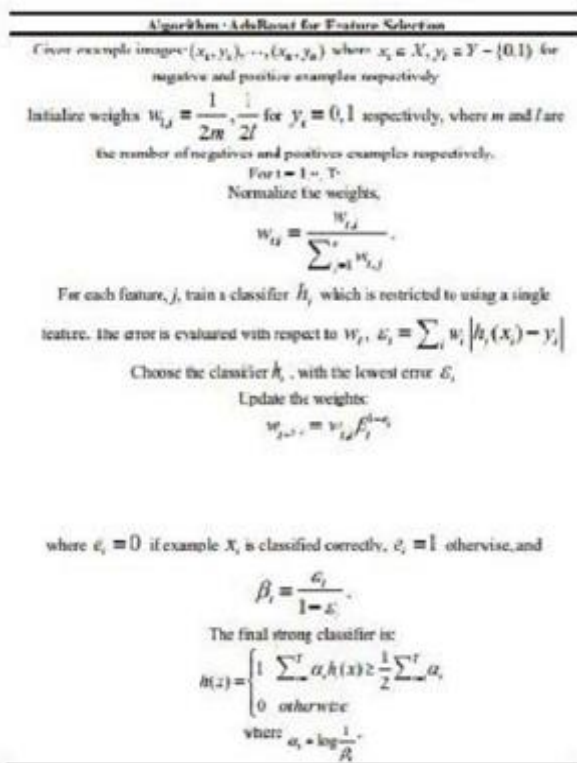 Algorithm : AdaBoost for Feature Selection
Given example images: (x₁, y₁),...,(xₙ, yₙ) where xᵢ ∈ X, yᵢ ∈ Y = {0,1} for
negative and positive examples respectively
Initialize weights w₁,ᵢ = 1/2m, 1/2l for yᵢ = 0,1 respectively, where m and l are
the number of negatives and positives examples respectively.
For t = 1 .. T:
Normalize the weights,
wₜ,ᵢ = wₜ,ᵢ / ∑ⱼ₌₁ⁿ wₜ,ⱼ .
For each feature, j, train a classifier hⱼ which is restricted to using a single
feature. The error is evaluated with respect to wₜ, εⱼ = ∑ᵢ wᵢ |hⱼ(xᵢ) − yᵢ|
Choose the classifier hₜ , with the lowest error εₜ
Update the weights:
wₜ₊₁,ᵢ = wₜ,ᵢ βₜ^(1−eᵢ)
where eᵢ = 0 if example xᵢ is classified correctly, eᵢ = 1 otherwise, and
βₜ = εₜ / (1 − εₜ) .
The final strong classifier is:
h(x) = { 1 ∑ᵀ αₜ hₜ(x) ≥ 1/2 ∑ᵀ αₜ
0 otherwise
where αₜ = log 1/βₜ .